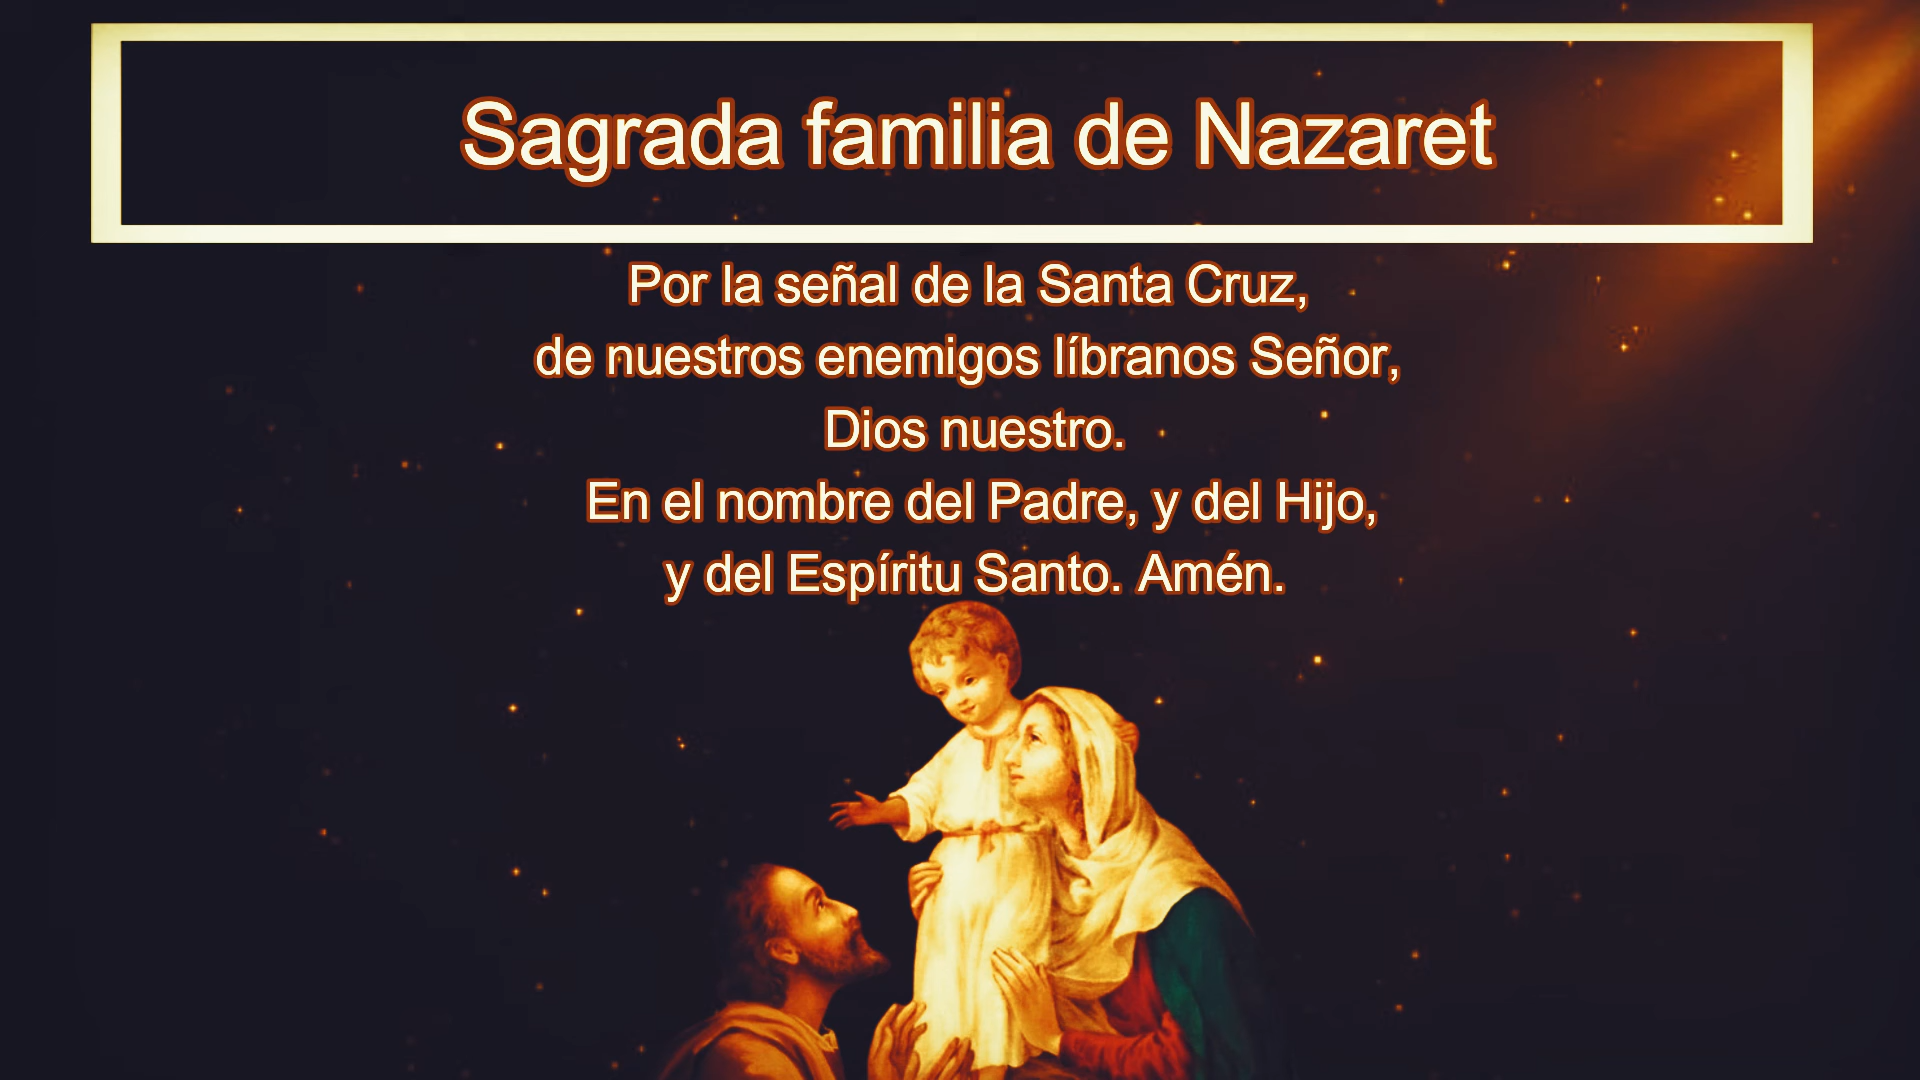 Sagrada familia de Nazaret
Por la señal de la Santa Cruz,
de nuestros enemigos líbranos Señor,
Dios nuestro.
En el nombre del Padre, y del Hijo,
y del Espíritu Santo. Amén.